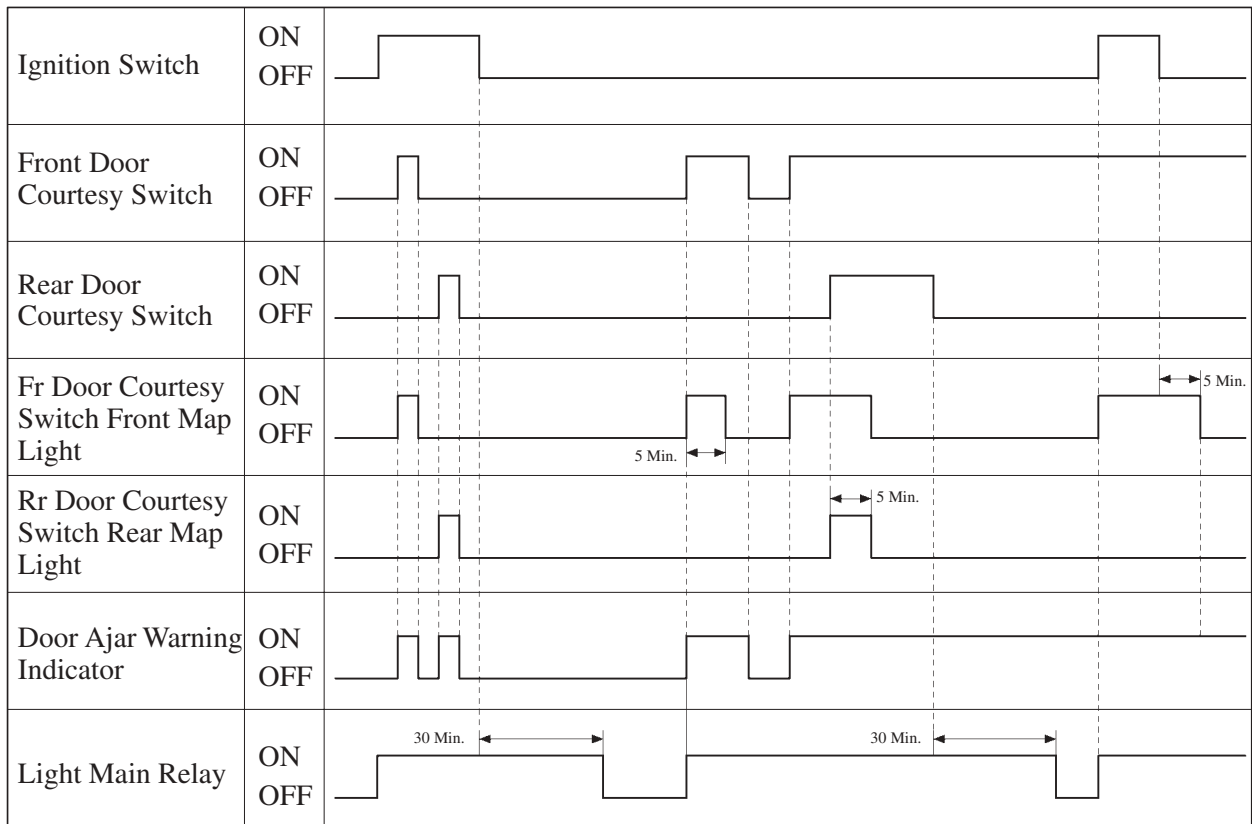 Ignition Switch
ON
OFF
Front Door
Courtesy Switch
ON
OFF
Rear Door
Courtesy Switch
ON
OFF
Fr Door Courtesy
Switch Front Map
Light
ON
OFF
5 Min.
5 Min.
Rr Door Courtesy
Switch Rear Map
Light
ON
OFF
5 Min.
Door Ajar Warning
Indicator
ON
OFF
Light Main Relay
ON
OFF
30 Min.
30 Min.